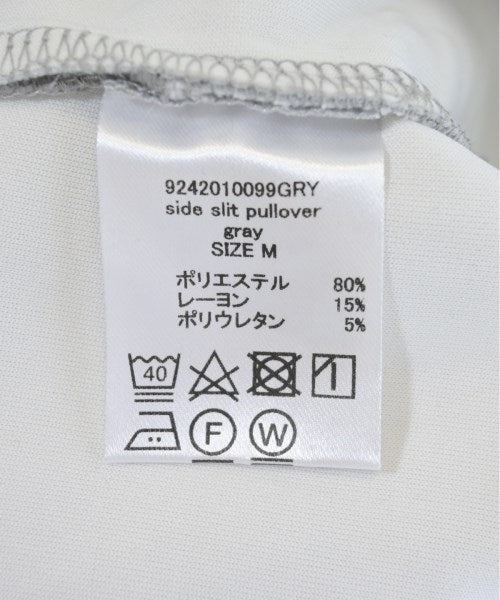 9242010099GRY
side slit pullover
gray
SIZE M
ポリエステル 80%
レーヨン 15%
ポリウレタン 5%
40
F W